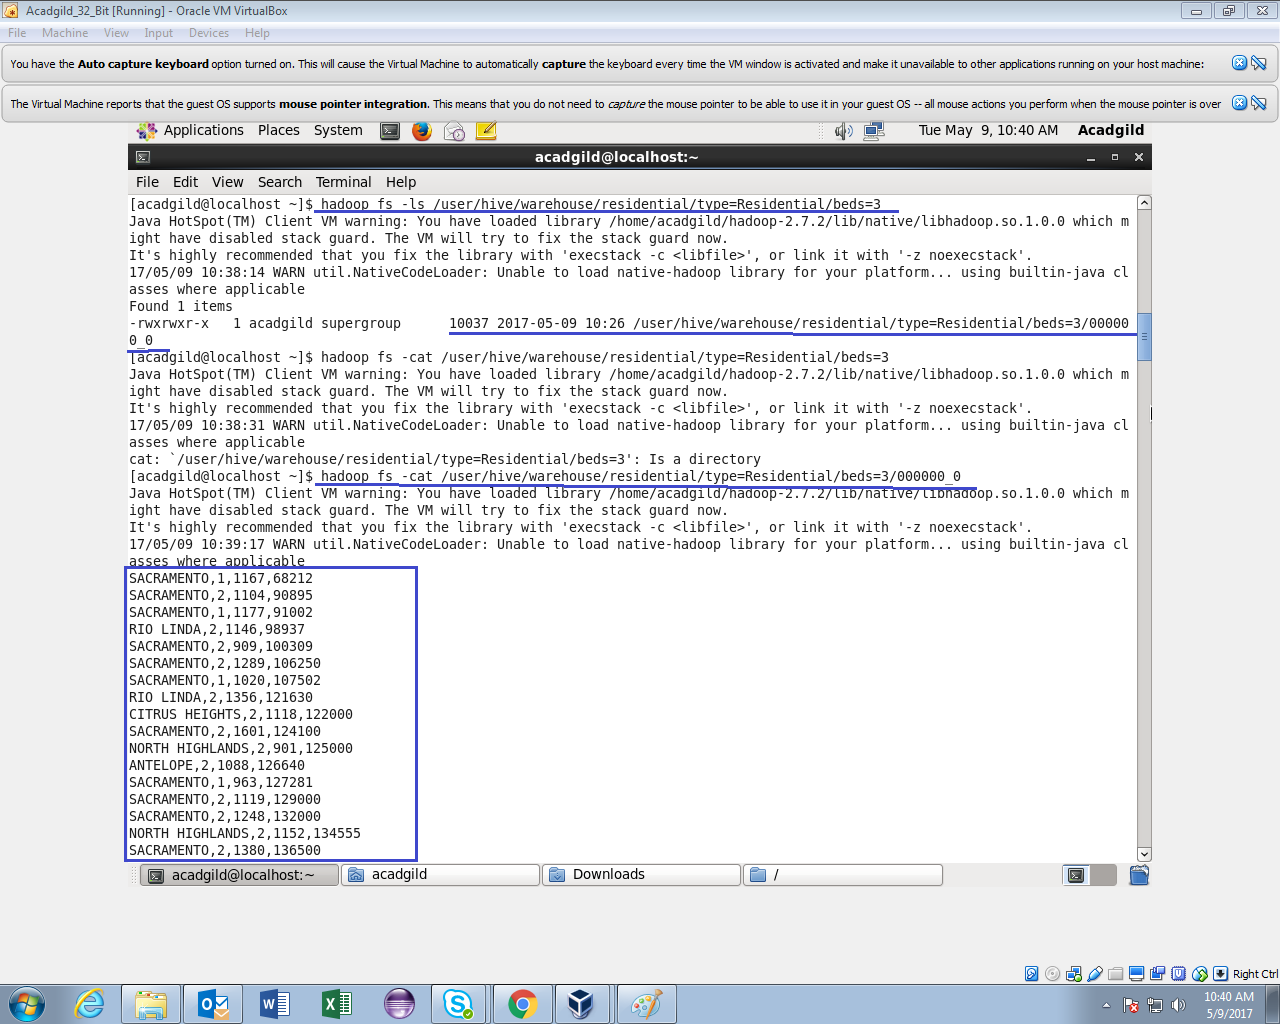 Acadgild_32_Bit [Running] - Oracle VM VirtualBox
File Machine View Input Devices Help
You have the Auto capture keyboard option turned on. This will cause the Virtual Machine to automatically capture the keyboard every time the VM window is activated and make it unavailable to other applications running on your host machine:
The Virtual Machine reports that the guest OS supports mouse pointer integration. This means that you do not need to capture the mouse pointer to be able to use it in your guest OS -- all mouse actions you perform when the mouse pointer is over
Applications Places System Tue May 9, 10:40 AM Acadgild
acadgild@localhost:~
File Edit View Search Terminal Help
[acadgild@localhost ~]$ hadoop fs -ls /user/hive/warehouse/residential/type=Residential/beds=3
Java HotSpot(TM) Client VM warning: You have loaded library /home/acadgild/hadoop-2.7.2/lib/native/libhadoop.so.1.0.0 which m
ight have disabled stack guard. The VM will try to fix the stack guard now.
It's highly recommended that you fix the library with 'execstack -c <libfile>', or link it with '-z noexecstack'.
17/05/09 10:38:14 WARN util.NativeCodeLoader: Unable to load native-hadoop library for your platform... using builtin-java cl
asses where applicable
Found 1 items
-rwxrwxr-x   1 acadgild supergroup      10037 2017-05-09 10:26 /user/hive/warehouse/residential/type=Residential/beds=3/00000
0_0
[acadgild@localhost ~]$ hadoop fs -cat /user/hive/warehouse/residential/type=Residential/beds=3
Java HotSpot(TM) Client VM warning: You have loaded library /home/acadgild/hadoop-2.7.2/lib/native/libhadoop.so.1.0.0 which m
ight have disabled stack guard. The VM will try to fix the stack guard now.
It's highly recommended that you fix the library with 'execstack -c <libfile>', or link it with '-z noexecstack'.
17/05/09 10:38:31 WARN util.NativeCodeLoader: Unable to load native-hadoop library for your platform... using builtin-java cl
asses where applicable
cat: `/user/hive/warehouse/residential/type=Residential/beds=3': Is a directory
[acadgild@localhost ~]$ hadoop fs -cat /user/hive/warehouse/residential/type=Residential/beds=3/000000_0
Java HotSpot(TM) Client VM warning: You have loaded library /home/acadgild/hadoop-2.7.2/lib/native/libhadoop.so.1.0.0 which m
ight have disabled stack guard. The VM will try to fix the stack guard now.
It's highly recommended that you fix the library with 'execstack -c <libfile>', or link it with '-z noexecstack'.
17/05/09 10:39:17 WARN util.NativeCodeLoader: Unable to load native-hadoop library for your platform... using builtin-java cl
asses where applicable
SACRAMENTO,1,1167,68212
SACRAMENTO,2,1104,90895
SACRAMENTO,1,1177,91002
RIO LINDA,2,1146,98937
SACRAMENTO,2,909,100309
SACRAMENTO,2,1289,106250
SACRAMENTO,1,1020,107502
RIO LINDA,2,1356,121630
CITRUS HEIGHTS,2,1118,122000
SACRAMENTO,2,1601,124100
NORTH HIGHLANDS,2,901,125000
ANTELOPE,2,1088,126640
SACRAMENTO,1,963,127281
SACRAMENTO,2,1119,129000
SACRAMENTO,2,1248,132000
NORTH HIGHLANDS,2,1152,134555
SACRAMENTO,2,1380,136500
acadgild@localhost:~ acadgild Downloads /
Right Ctrl
10:40 AM
5/9/2017